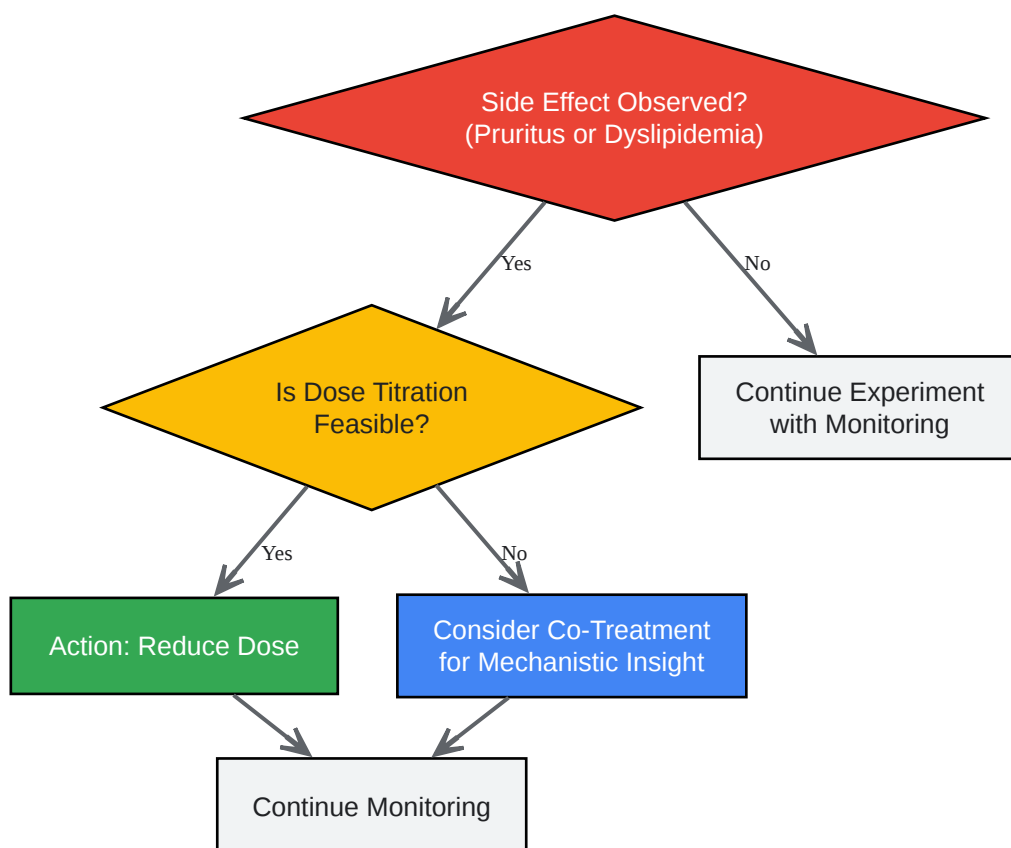 Side Effect Observed?
(Pruritus or Dyslipidemia)
Yes
No
Is Dose Titration
Feasible?
Continue Experiment
with Monitoring
Yes
No
Action: Reduce Dose
Consider Co-Treatment
for Mechanistic Insight
Continue Monitoring